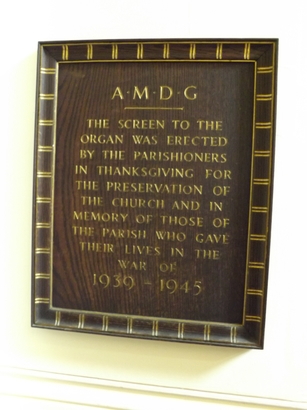 A·M·D·G
THE SCREEN TO THE
ORGAN WAS ERECTED
BY THE PARISHIONERS
IN THANKSGIVING FOR
THE PRESERVATION OF
THE CHURCH AND IN
MEMORY OF THOSE OF
THE PARISH WHO GAVE
THEIR LIVES IN THE
WAR OF
1939 - 1945